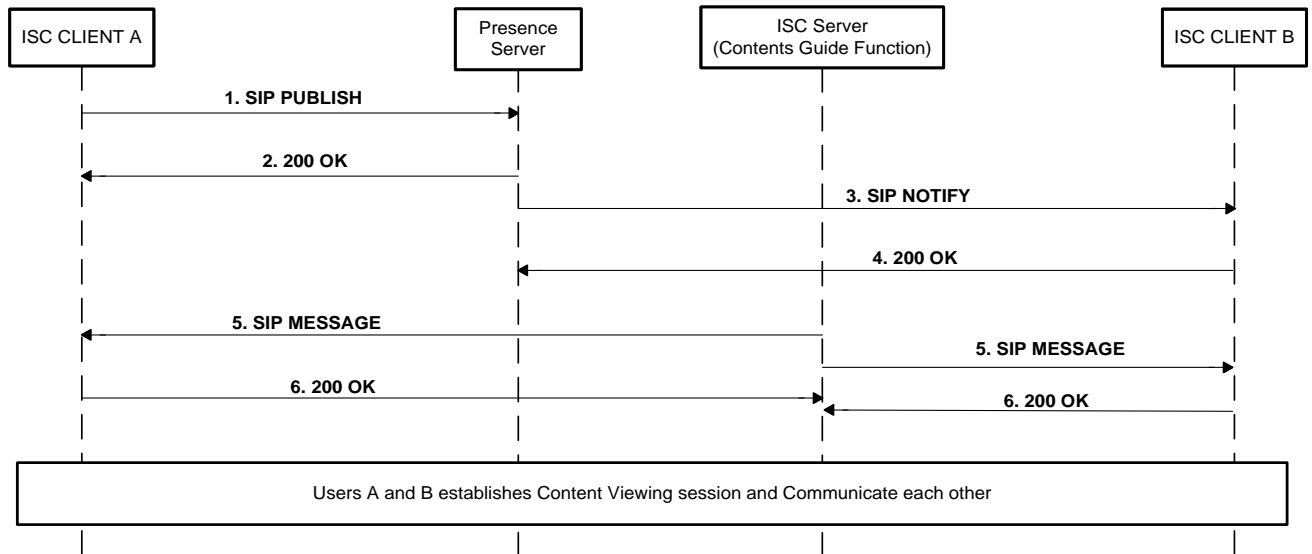 ISC CLIENT A
Presence
Server
ISC Server
(Contents Guide Function)
ISC CLIENT B
1. SIP PUBLISH
2. 200 OK
3. SIP NOTIFY
4. 200 OK
5. SIP MESSAGE
5. SIP MESSAGE
6. 200 OK
6. 200 OK
Users A and B establishes Content Viewing session and Communicate each other